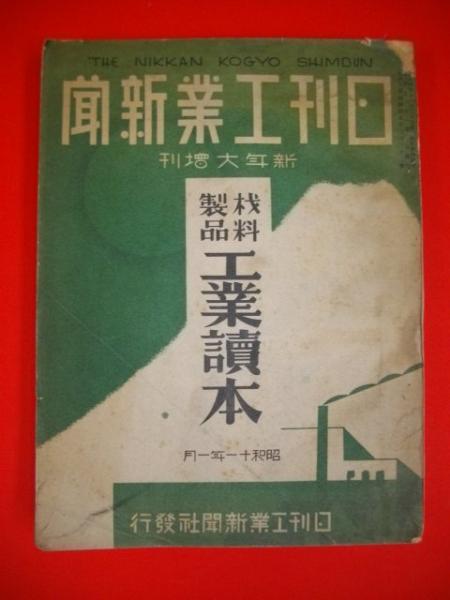 THE NIKKAN KOGYO SHIMBUN
日刊工業新聞
新年大増刊
材料
製品
工業讀本
昭和十一年一月
日刊工業新聞社發行